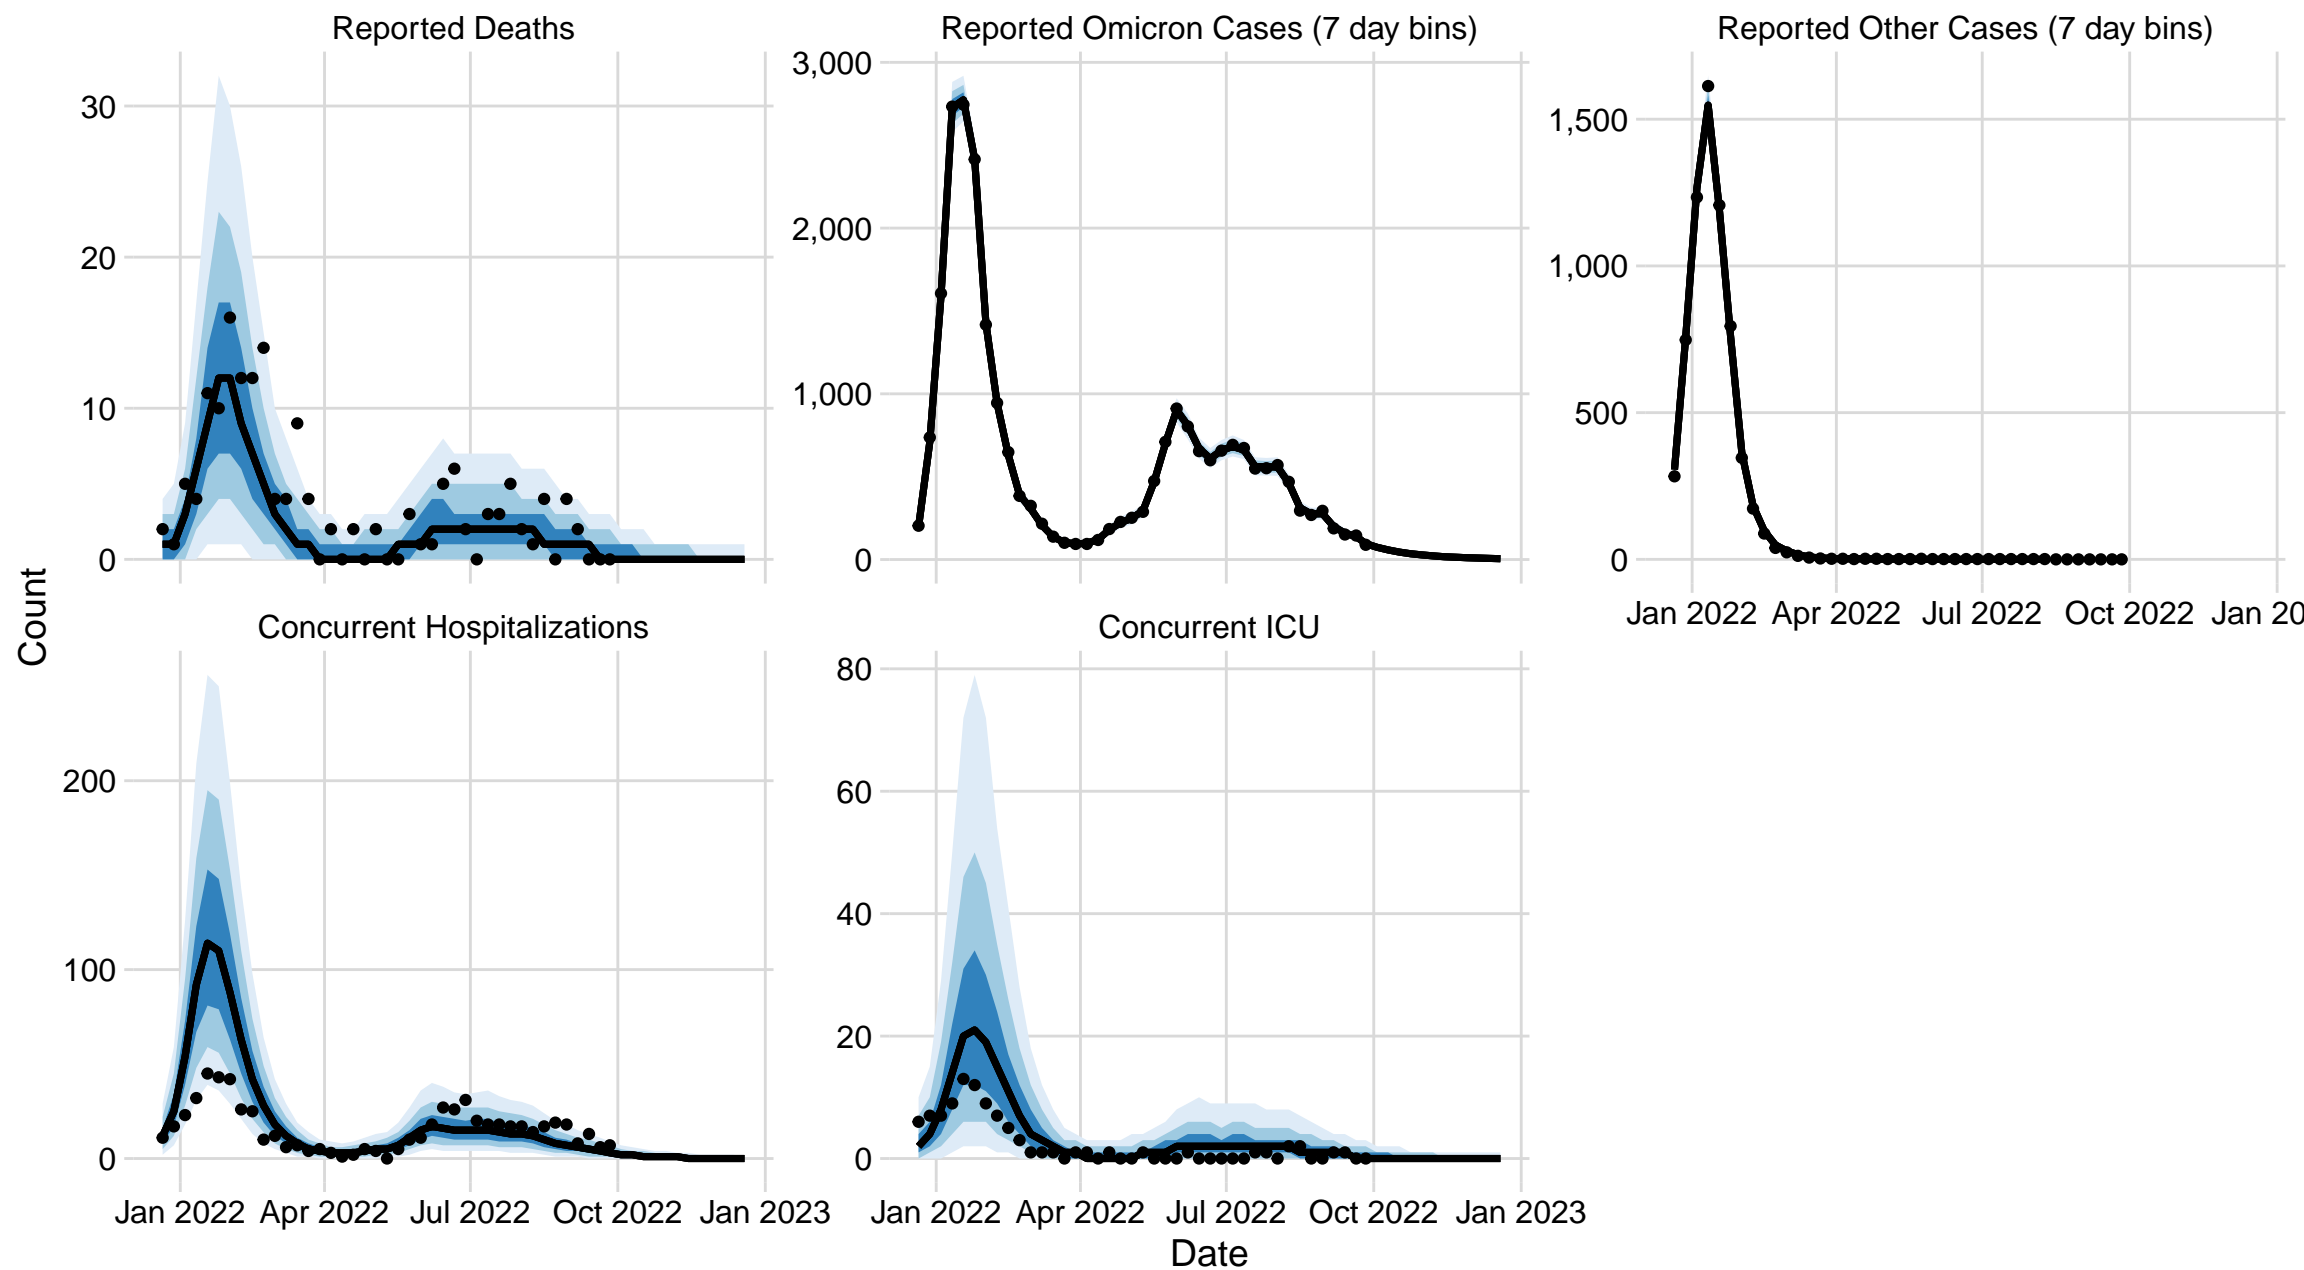 Reported Deaths
Reported Omicron Cases (7 day bins)
Reported Other Cases (7 day bins)
30
20
10
0
3,000
2,000
1,000
0
1,500
1,000
500
0
Jan 2022 Apr 2022 Jul 2022 Oct 2022 Jan 20
Count
Concurrent Hospitalizations
Concurrent ICU
200
100
0
80
60
40
20
0
Jan 2022 Apr 2022 Jul 2022 Oct 2022 Jan 2023
Jan 2022 Apr 2022 Jul 2022 Oct 2022 Jan 2023
Date